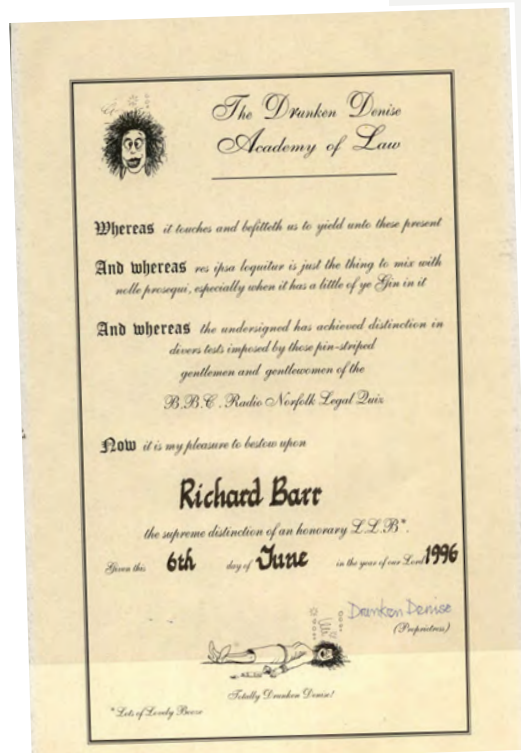 The Drunken Denise
Academy of Law
Whereas it touches and befitteth us to yield unto these present
And whereas res ipsa loquitur is just the thing to mix with
nolle prosequi, especially when it has a little of ye Gin in it
And whereas the undersigned has achieved distinction in
divers tests imposed by those pin-striped
gentlemen and gentlewomen of the
B.B.C. Radio Norfolk Legal Quiz
Now it is my pleasure to bestow upon
Richard Barr
the supreme distinction of an honorary L.L.B*.
Given this 6th day of June in the year of our Lord 1996
Drunken Denise
(Proprietress)
Totally Drunken Denise!
*Lots of Lovely Booze